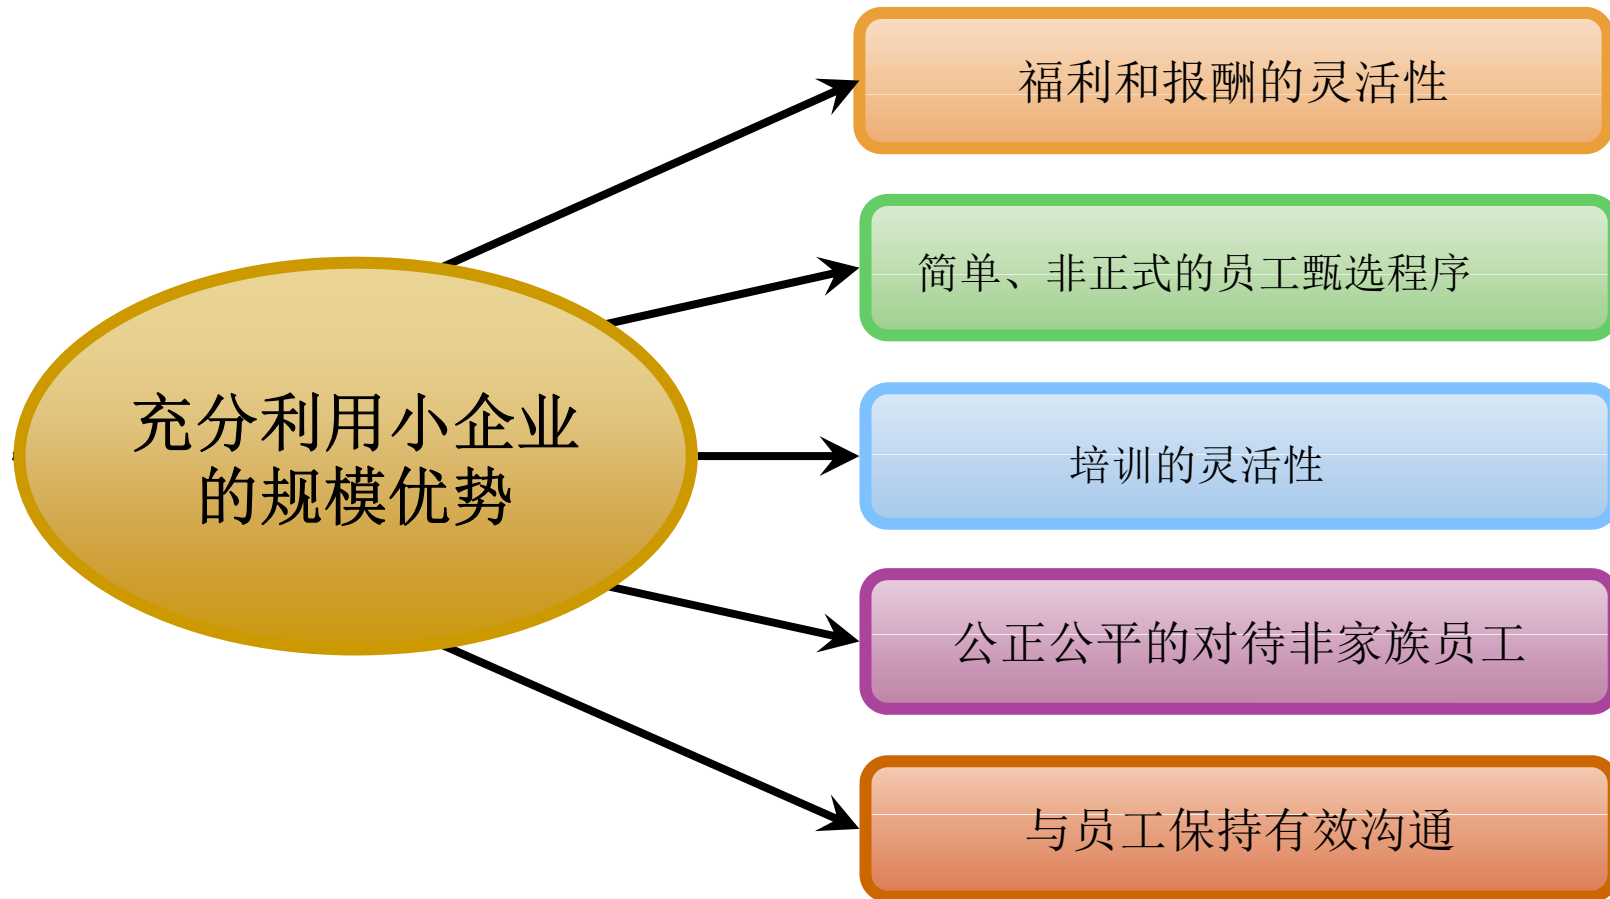 福利和报酬的灵活性
简单、非正式的员工甄选程序
充分利用小企业
的规模优势
培训的灵活性
公正公平的对待非家族员工
与员工保持有效沟通